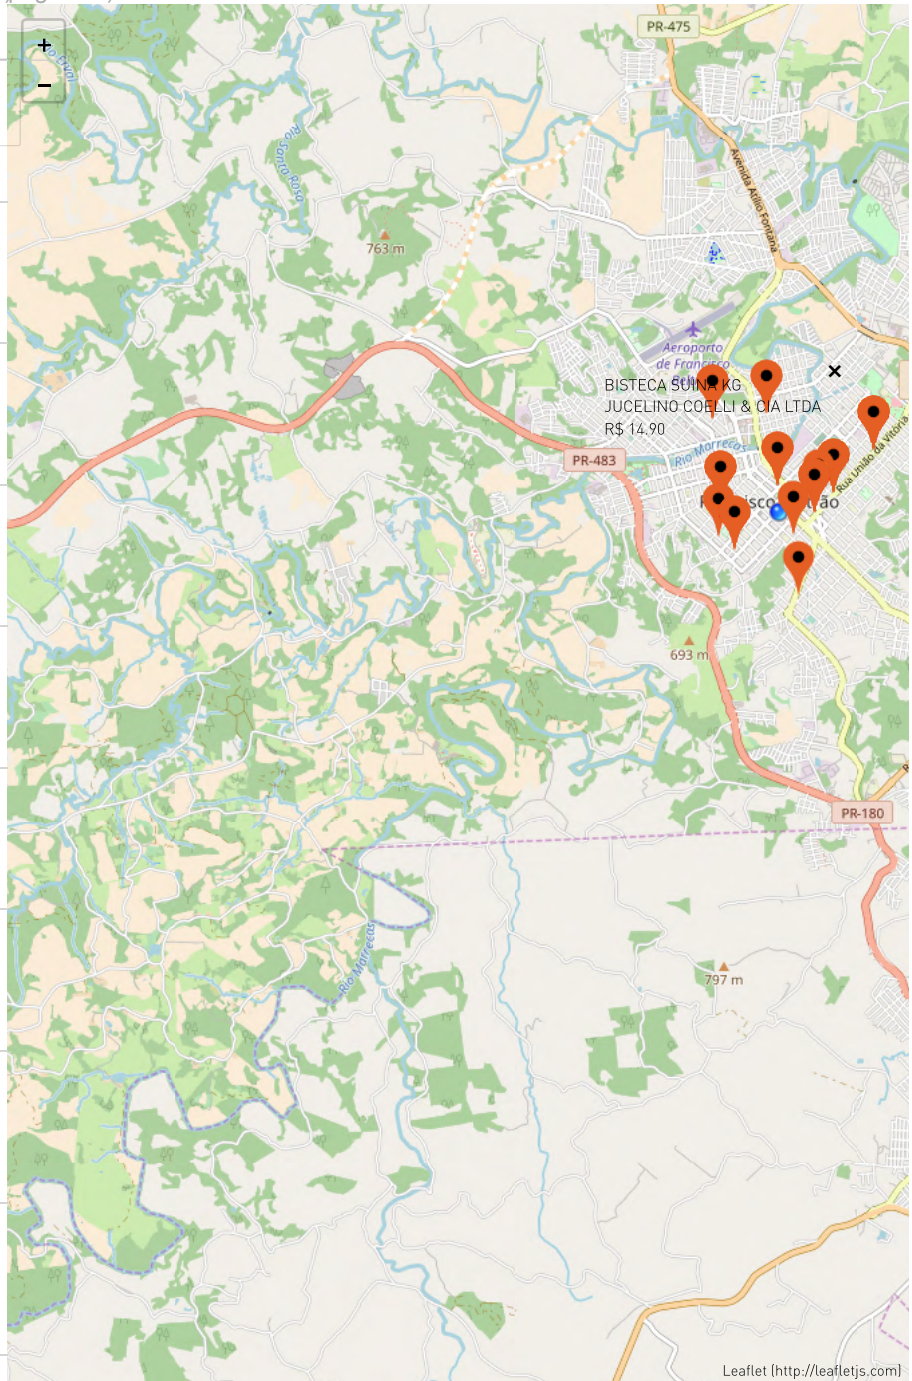 +
−
Rio Erval
PR-475
Rio Santa Rosa
Avenida Atílio Fontana
763 m
Aeroporto
de Francisco
BISTECA SUINA KG
JUCELINO COELLI & CIA LTDA
R$ 14.90
Rua União da Vitória
Rio Marrecas
PR-483
693 m
PR-180
Rio Marrecas
797 m
Leaflet (http://leafletjs.com)